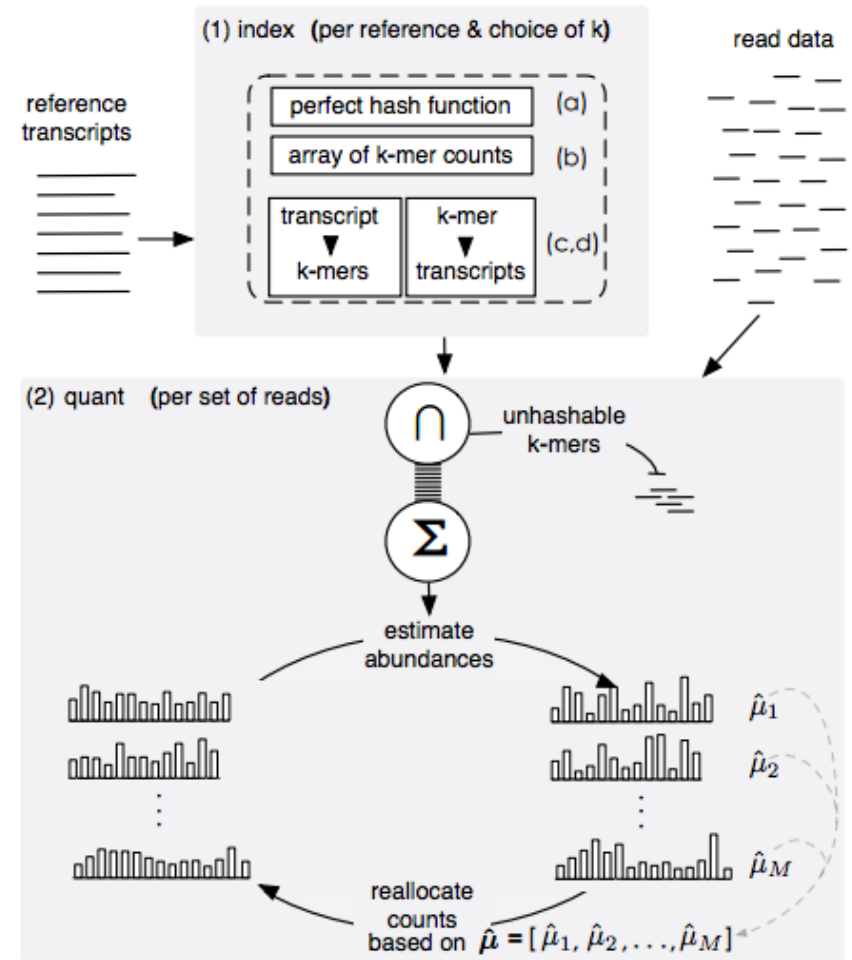 (1) index (per reference & choice of k)
read data
reference
transcripts
perfect hash function (a)
array of k-mer counts (b)
transcript
k-mers
k-mer
transcripts
(c,d)
(2) quant (per set of reads)
∩
unhashable
k-mers
Σ
estimate
abundances
μ̂1
μ̂2
⋮ ⋮
μ̂M
reallocate
counts
based on μ̂ = [ μ̂1, μ̂2, ..., μ̂M ]